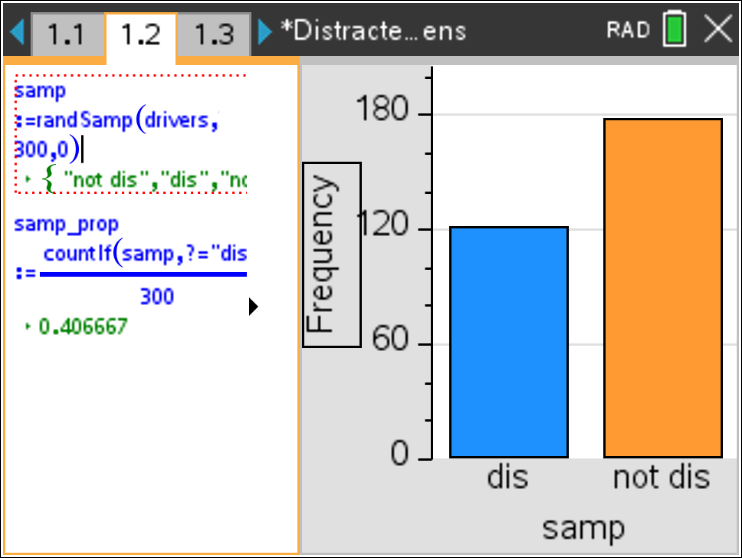 1.1 1.2 1.3 *Distracte…ens RAD
samp
:=randSamp(drivers,
300,0)
▸ { "not dis","dis","no
samp_prop
:= countIf(samp,?="dis
300
▸ 0.406667
Frequency
180
120
60
0
dis not dis
samp